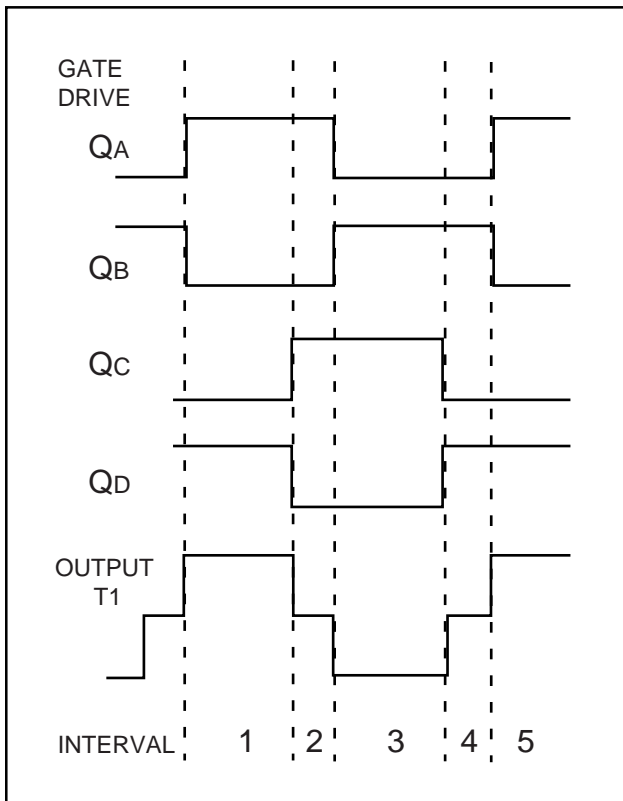 GATE
DRIVE
QA
QB
QC
QD
OUTPUT
T1
INTERVAL 1 2 3 4 5